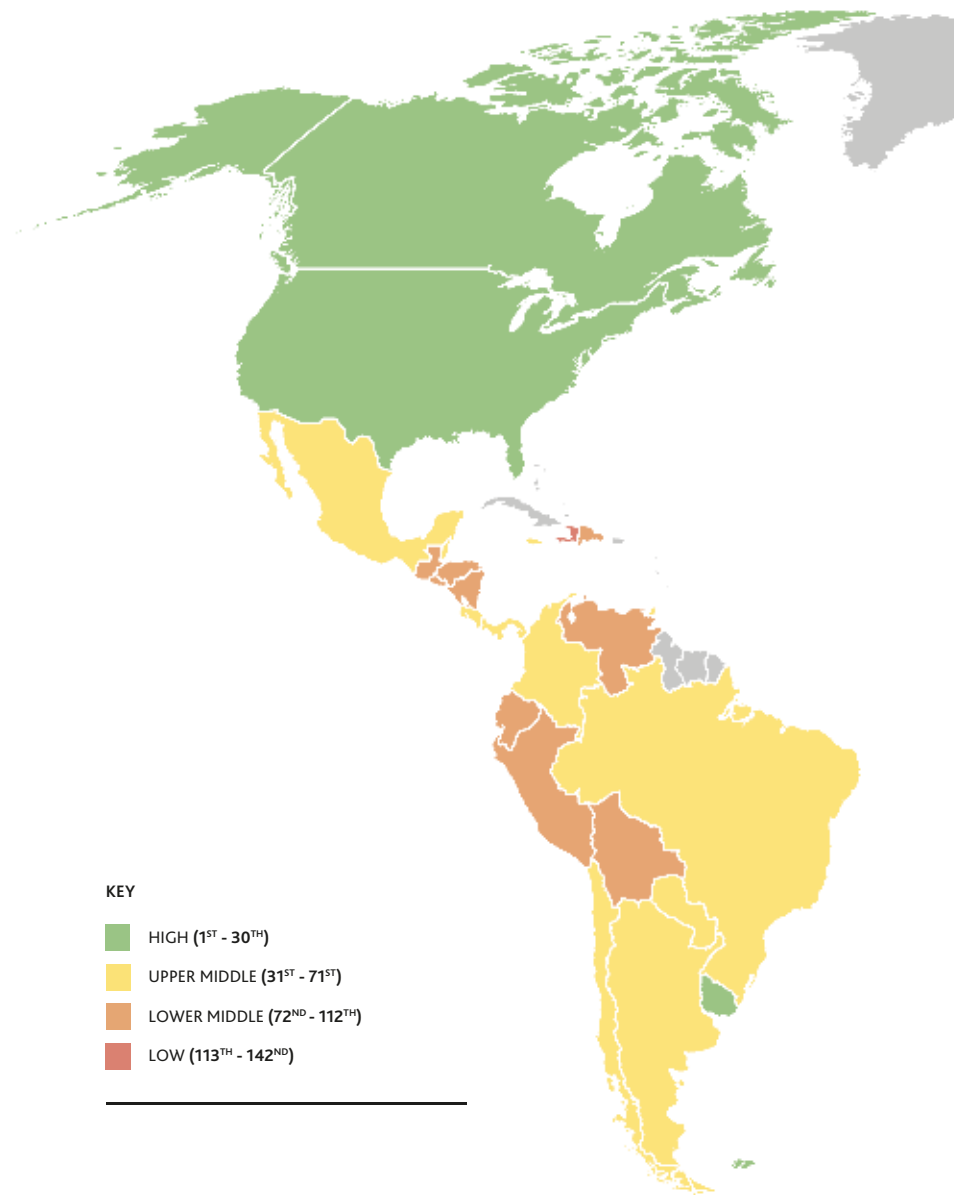 KEY
HIGH (1ST - 30TH)
UPPER MIDDLE (31ST - 71ST)
LOWER MIDDLE (72ND - 112TH)
LOW (113TH - 142ND)